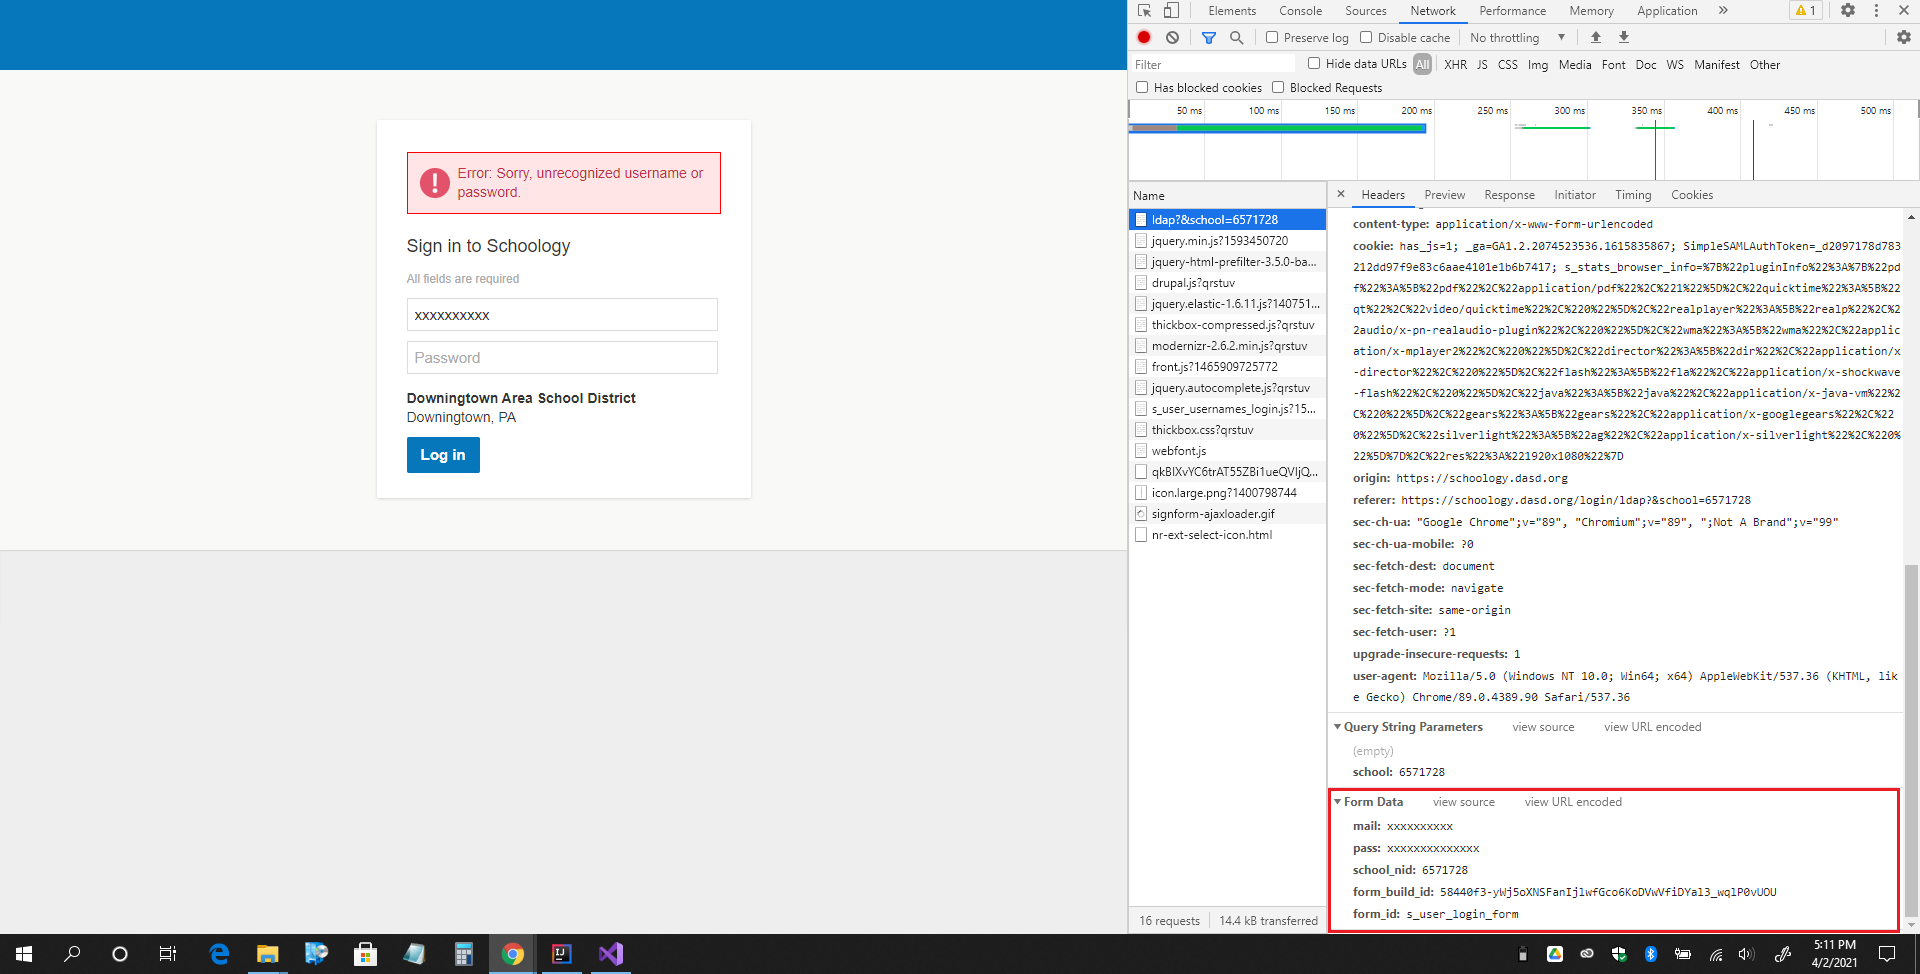 Error: Sorry, unrecognized username or
password.
Sign in to Schoology
All fields are required
xxxxxxxxxx
Password
Downingtown Area School District
Downingtown, PA
Log in
Elements Console Sources Network Performance Memory Application » 1
Preserve log Disable cache No throttling
Filter Hide data URLs All XHR JS CSS Img Media Font Doc WS Manifest Other
Has blocked cookies Blocked Requests
50 ms 100 ms 150 ms 200 ms 250 ms 300 ms 350 ms 400 ms 450 ms 500 ms
Name
ldap?&school=6571728
jquery.min.js?1593450720
jquery-html-prefilter-3.5.0-ba...
drupal.js?qrstuv
jquery.elastic-1.6.11.js?140751...
thickbox-compressed.js?qrstuv
modernizr-2.6.2.min.js?qrstuv
front.js?1465909725772
jquery.autocomplete.js?qrstuv
s_user_usernames_login.js?15...
thickbox.css?qrstuv
webfont.js
qkBIXvYC6trAT55ZBi1ueQVIjQ...
icon.large.png?1400798744
signform-ajaxloader.gif
nr-ext-select-icon.html
16 requests 14.4 kB transferred
× Headers Preview Response Initiator Timing Cookies
content-type: application/x-www-form-urlencoded
cookie: has_js=1; _ga=GA1.2.2074523536.1615835867; SimpleSAMLAuthToken=_d2097178d783
212dd97f9e83c6aae4101e1b6b7417; s_stats_browser_info=%7B%22pluginInfo%22%3A%7B%22pd
f%22%3A%5B%22pdf%22%2C%22application/pdf%22%2C%221%22%5D%2C%22quicktime%22%3A%5B%22
qt%22%2C%22video/quicktime%22%2C%220%22%5D%2C%22realplayer%22%3A%5B%22realp%22%2C%2
2audio/x-pn-realaudio-plugin%22%2C%220%22%5D%2C%22wma%22%3A%5B%22wma%22%2C%22applic
ation/x-mplayer2%22%2C%220%22%5D%2C%22director%22%3A%5B%22dir%22%2C%22application/x
-director%22%2C%220%22%5D%2C%22flash%22%3A%5B%22fla%22%2C%22application/x-shockwave
-flash%22%2C%220%22%5D%2C%22java%22%3A%5B%22java%22%2C%22application/x-java-vm%22%2
C%220%22%5D%2C%22gears%22%3A%5B%22gears%22%2C%22application/x-googlegears%22%2C%22
0%22%5D%2C%22silverlight%22%3A%5B%22ag%22%2C%22application/x-silverlight%22%2C%220%
22%5D%7D%2C%22res%22%3A%221920x1080%22%7D
origin: https://schoology.dasd.org
referer: https://schoology.dasd.org/login/ldap?&school=6571728
sec-ch-ua: "Google Chrome";v="89", "Chromium";v="89", ";Not A Brand";v="99"
sec-ch-ua-mobile: ?0
sec-fetch-dest: document
sec-fetch-mode: navigate
sec-fetch-site: same-origin
sec-fetch-user: ?1
upgrade-insecure-requests: 1
user-agent: Mozilla/5.0 (Windows NT 10.0; Win64; x64) AppleWebKit/537.36 (KHTML, lik
e Gecko) Chrome/89.0.4389.90 Safari/537.36
Query String Parameters view source view URL encoded
(empty)
school: 6571728
Form Data view source view URL encoded
mail: xxxxxxxxxx
pass: xxxxxxxxxxxxxx
school_nid: 6571728
form_build_id: 58440f3-yWj5oXNSFanIjlwfGco6KoDVwVfiDYal3_wqlP0vUOU
form_id: s_user_login_form
5:11 PM
4/2/2021